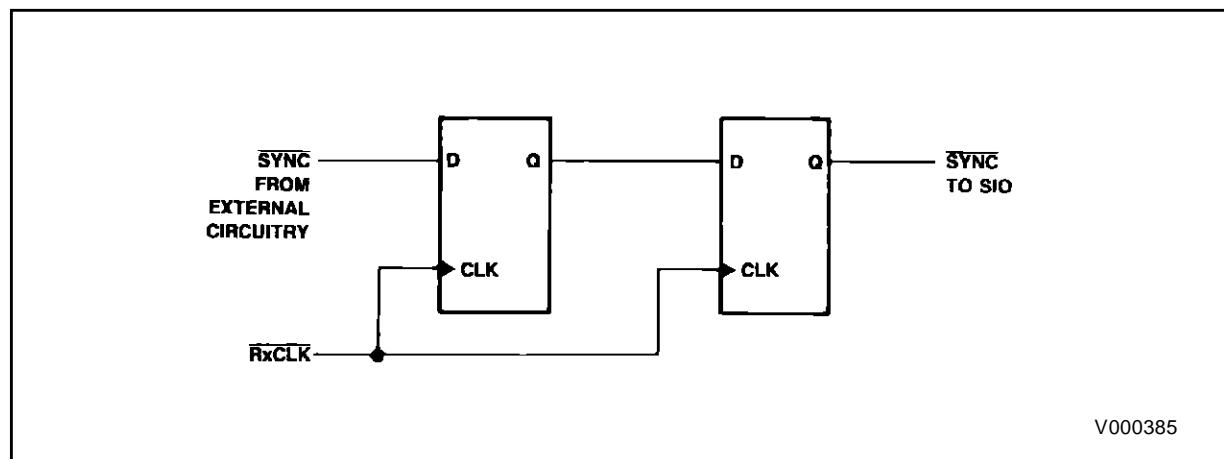 SYNC
FROM
EXTERNAL
CIRCUITRY
D Q
CLK
D Q
CLK
SYNC
TO SIO
RxCLK
V000385